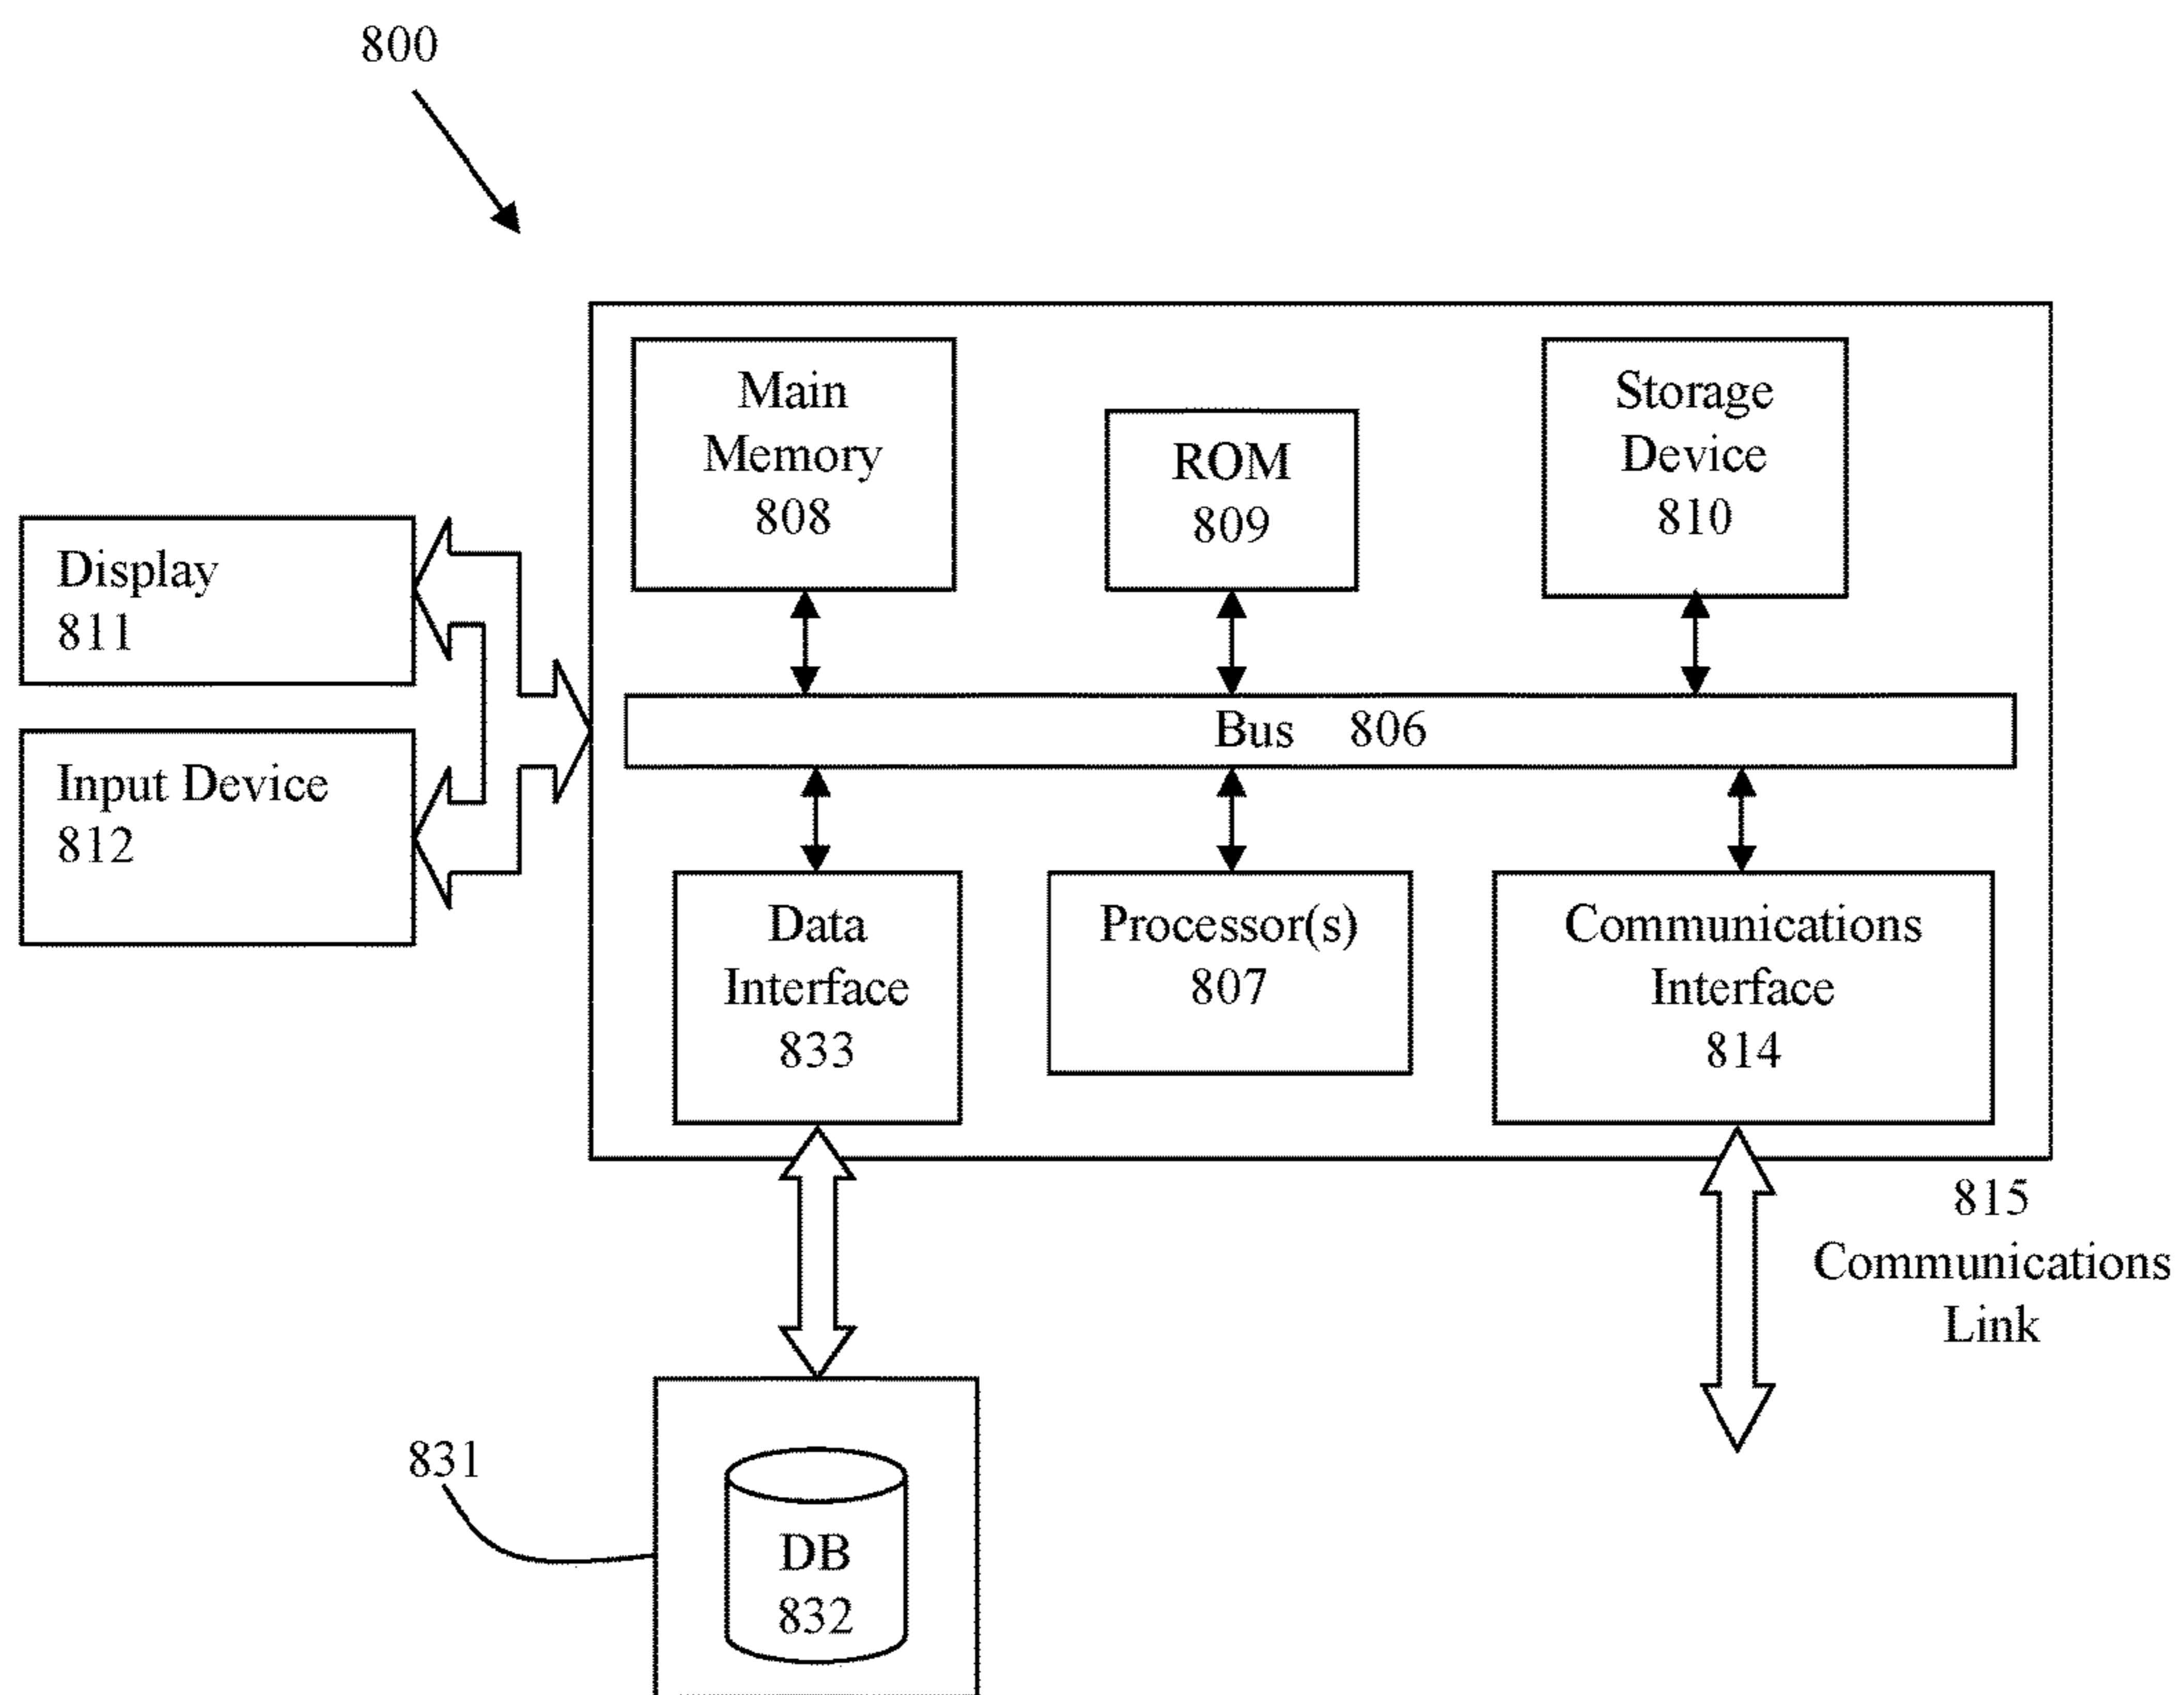 800
Main
Memory
808
ROM
809
Storage
Device
810
Display
811
Input Device
812
Bus 806
Data
Interface
833
Processor(s)
807
Communications
Interface
814
815
Communications
Link
831
DB
832